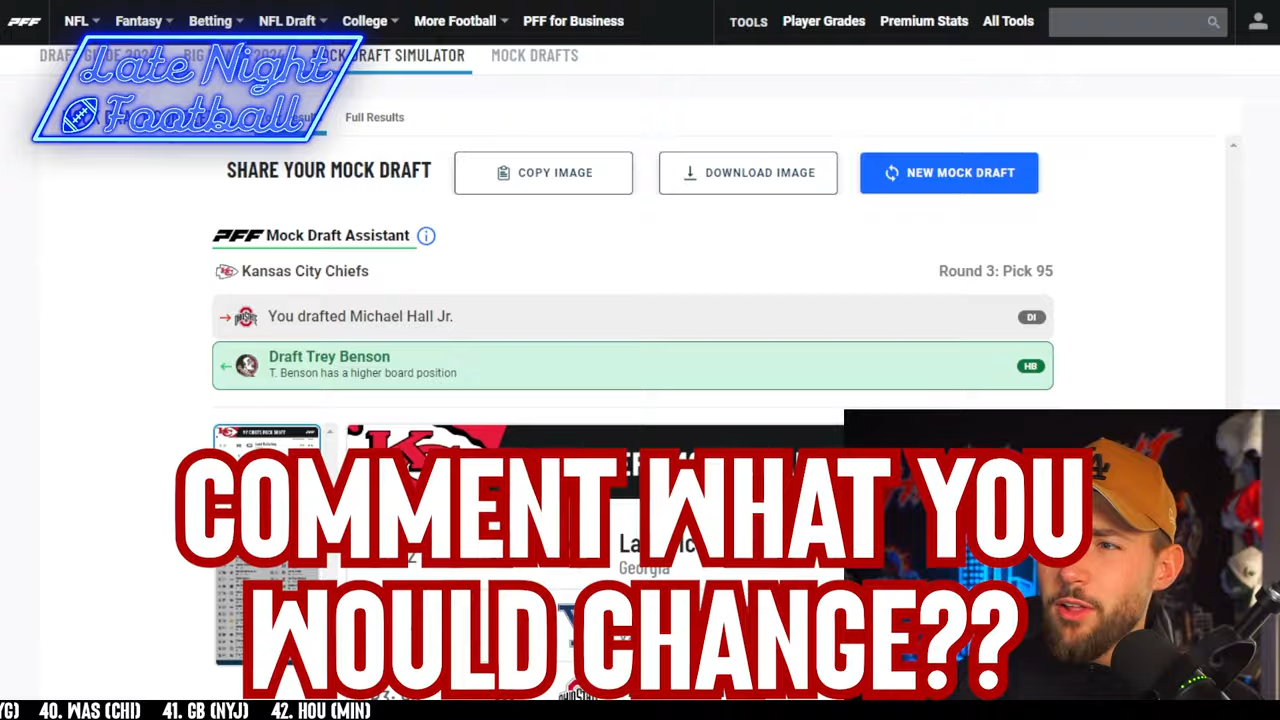 PFF NFL Fantasy Betting NFL Draft College More Football PFF for Business TOOLS Player Grades Premium Stats All Tools
MOCK DRAFT SIMULATOR MOCK DRAFTS
Late Night
Football
Full Results
SHARE YOUR MOCK DRAFT COPY IMAGE DOWNLOAD IMAGE NEW MOCK DRAFT
PFF Mock Draft Assistant
Kansas City Chiefs Round 3: Pick 95
You drafted Michael Hall Jr. DI
Draft Trey Benson HB
T. Benson has a higher board position
COMMENT WHAT YOU
Georgia
WOULD CHANGE??
40. WAS (CHI) 41. GB (NYJ) 42. HOU (MIN)